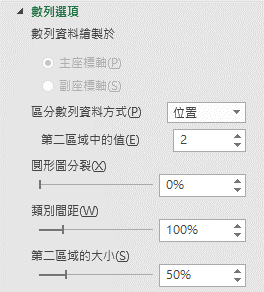 數列選項
數列資料繪製於
主座標軸(P)
副座標軸(S)
區分數列資料方式(P) 位置
第二區域中的值(E) 2
圓形圖分裂(X)
0%
類別間距(W)
100%
第二區域的大小(S)
50%